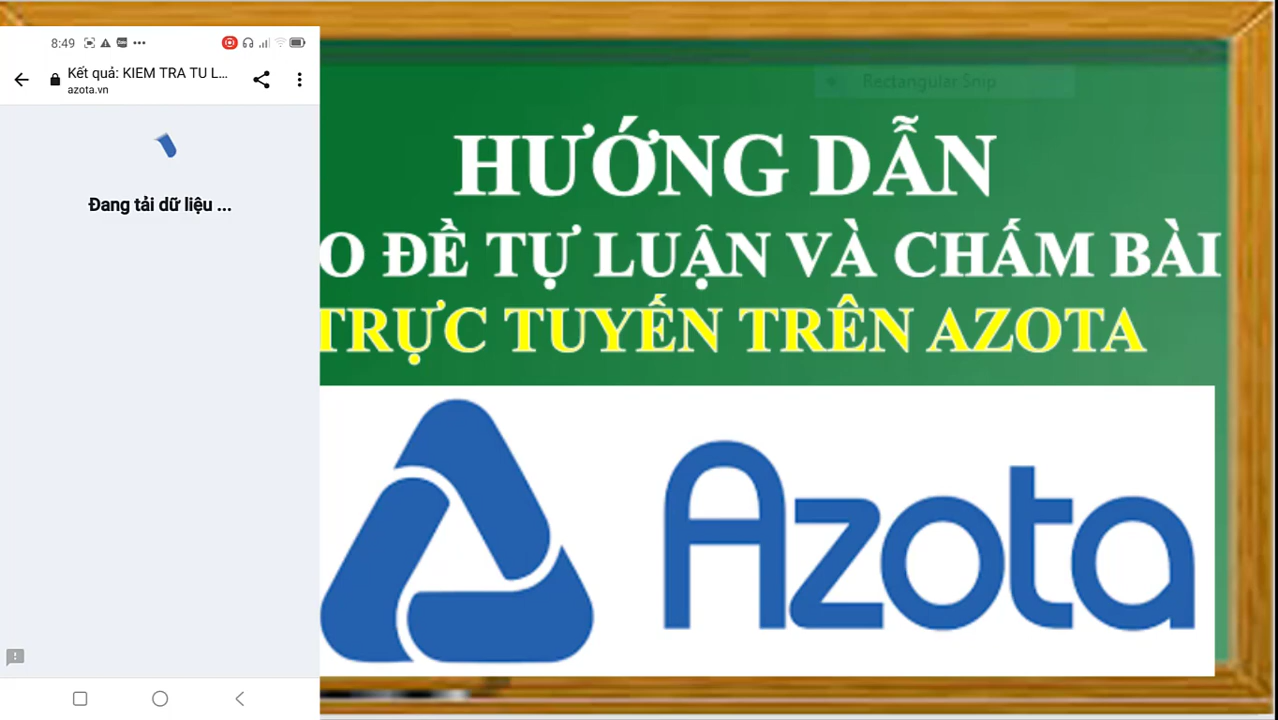 8:49
Kết quả: KIEM TRA TU L...
azota.vn
Đang tải dữ liệu ...
Rectangular Snip
HƯỚNG DẪN
O ĐỀ TỰ LUẬN VÀ CHẤM BÀI
TRỰC TUYẾN TRÊN AZOTA
Azota